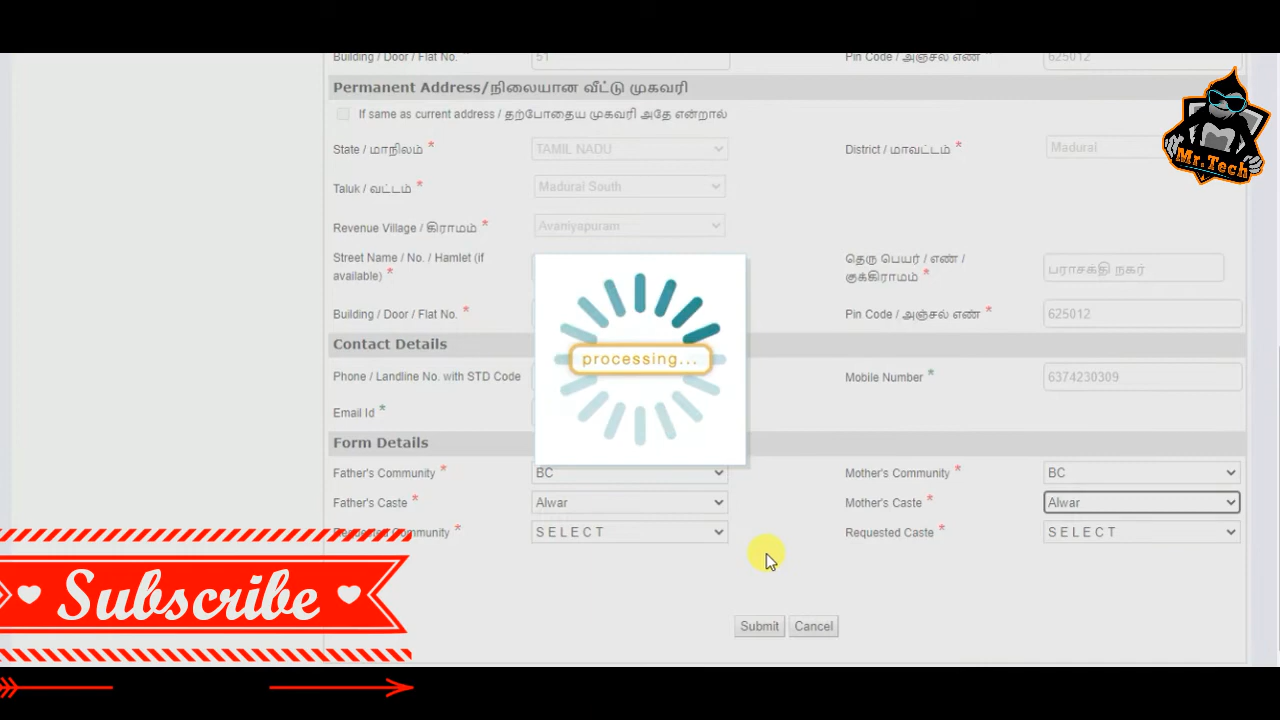 Building / Door / Flat No. * 51 Pin Code / அஞ்சல் எண் * 625012
Permanent Address/நிலையான வீட்டு முகவரி
If same as current address / தற்போதைய முகவரி அதே என்றால்
State / மாநிலம் * TAMIL NADU District / மாவட்டம் * Madurai
Taluk / வட்டம் * Madurai South
Revenue Village / கிராமம் * Avaniyapuram
Street Name / No. / Hamlet (if available) * தெரு பெயர் / எண் / குக்கிராமம் * பராசக்தி நகர்
Building / Door / Flat No. * Pin Code / அஞ்சல் எண் * 625012
Contact Details
Phone / Landline No. with STD Code Mobile Number * 6374230309
Email Id *
processing...
Form Details
Father's Community * BC Mother's Community * BC
Father's Caste * Alwar Mother's Caste * Alwar
Requested Community * S E L E C T Requested Caste * S E L E C T
Submit Cancel
Subscribe
Mr.Tech